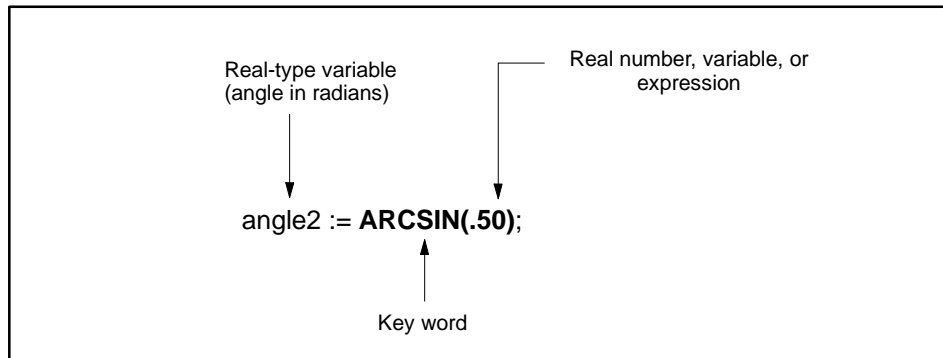 Real-type variable
(angle in radians)
Real number, variable, or
expression
angle2 := ARCSIN(.50);
Key word